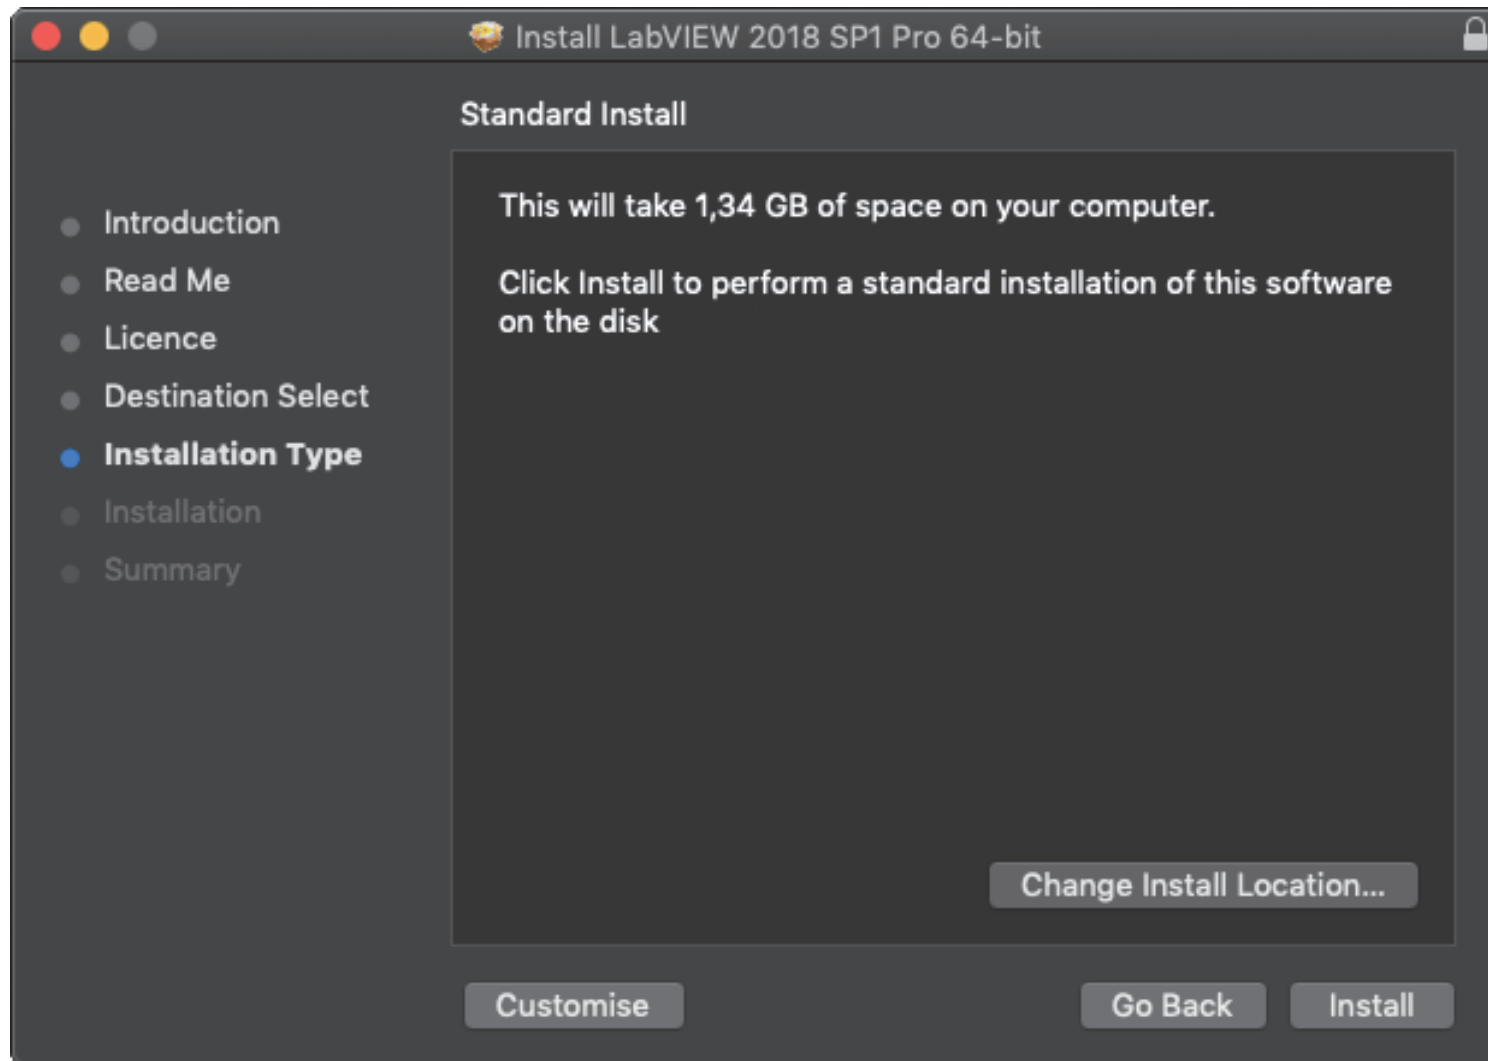 Install LabVIEW 2018 SP1 Pro 64-bit
Standard Install
Introduction
Read Me
Licence
Destination Select
Installation Type
Installation
Summary
This will take 1,34 GB of space on your computer.
Click Install to perform a standard installation of this software
on the disk
Change Install Location...
Customise
Go Back
Install